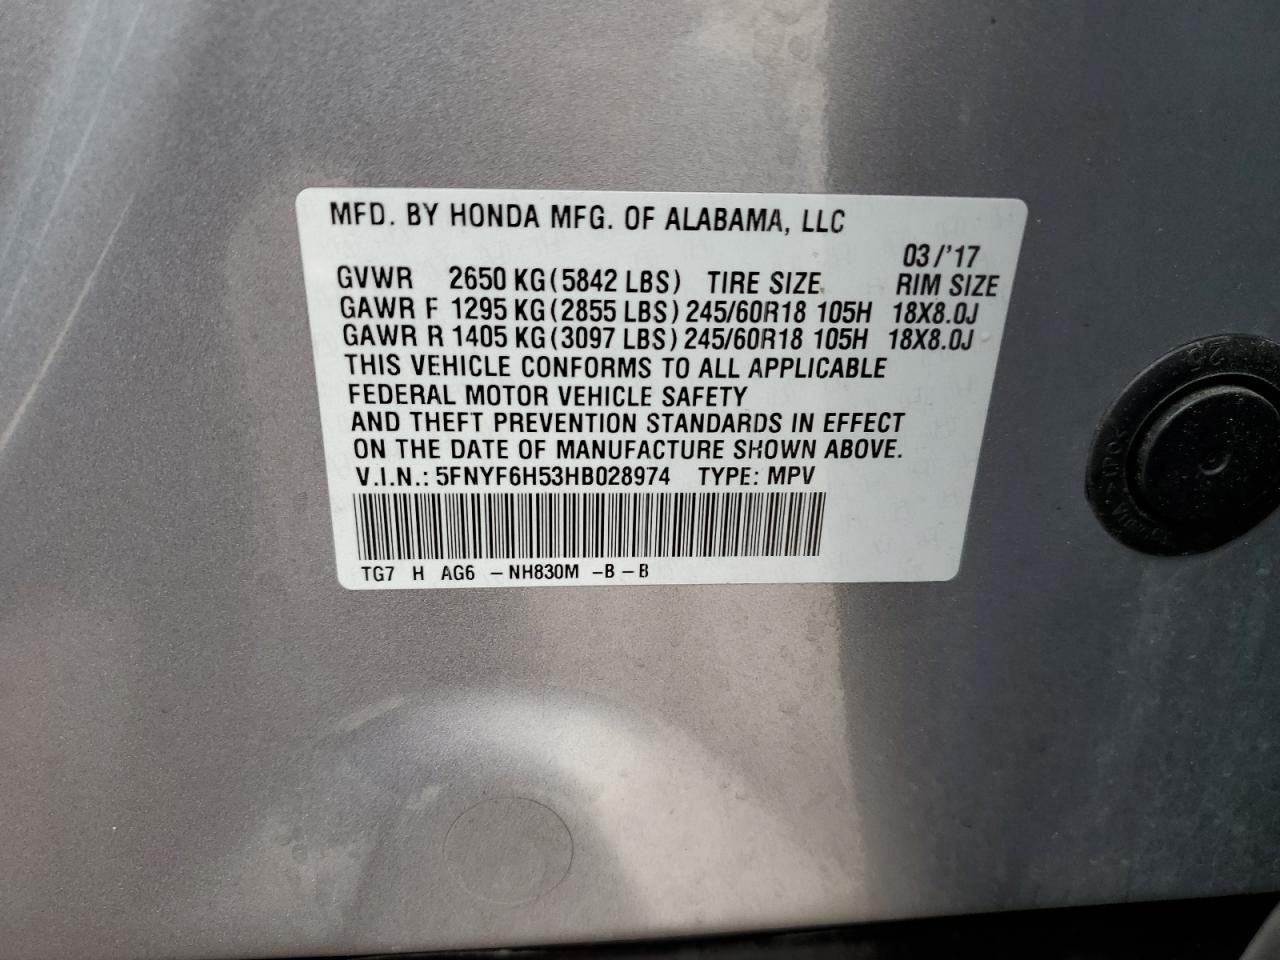 MFD. BY HONDA MFG. OF ALABAMA, LLC
03/'17
GVWR 2650 KG(5842 LBS) TIRE SIZE RIM SIZE
GAWR F 1295 KG(2855 LBS) 245/60R18 105H 18X8.0J
GAWR R 1405 KG(3097 LBS) 245/60R18 105H 18X8.0J
THIS VEHICLE CONFORMS TO ALL APPLICABLE
FEDERAL MOTOR VEHICLE SAFETY
AND THEFT PREVENTION STANDARDS IN EFFECT
ON THE DATE OF MANUFACTURE SHOWN ABOVE.
V.I.N.: 5FNYF6H53HB028974 TYPE: MPV
TG7 H AG6 -NH830M -B-B
25